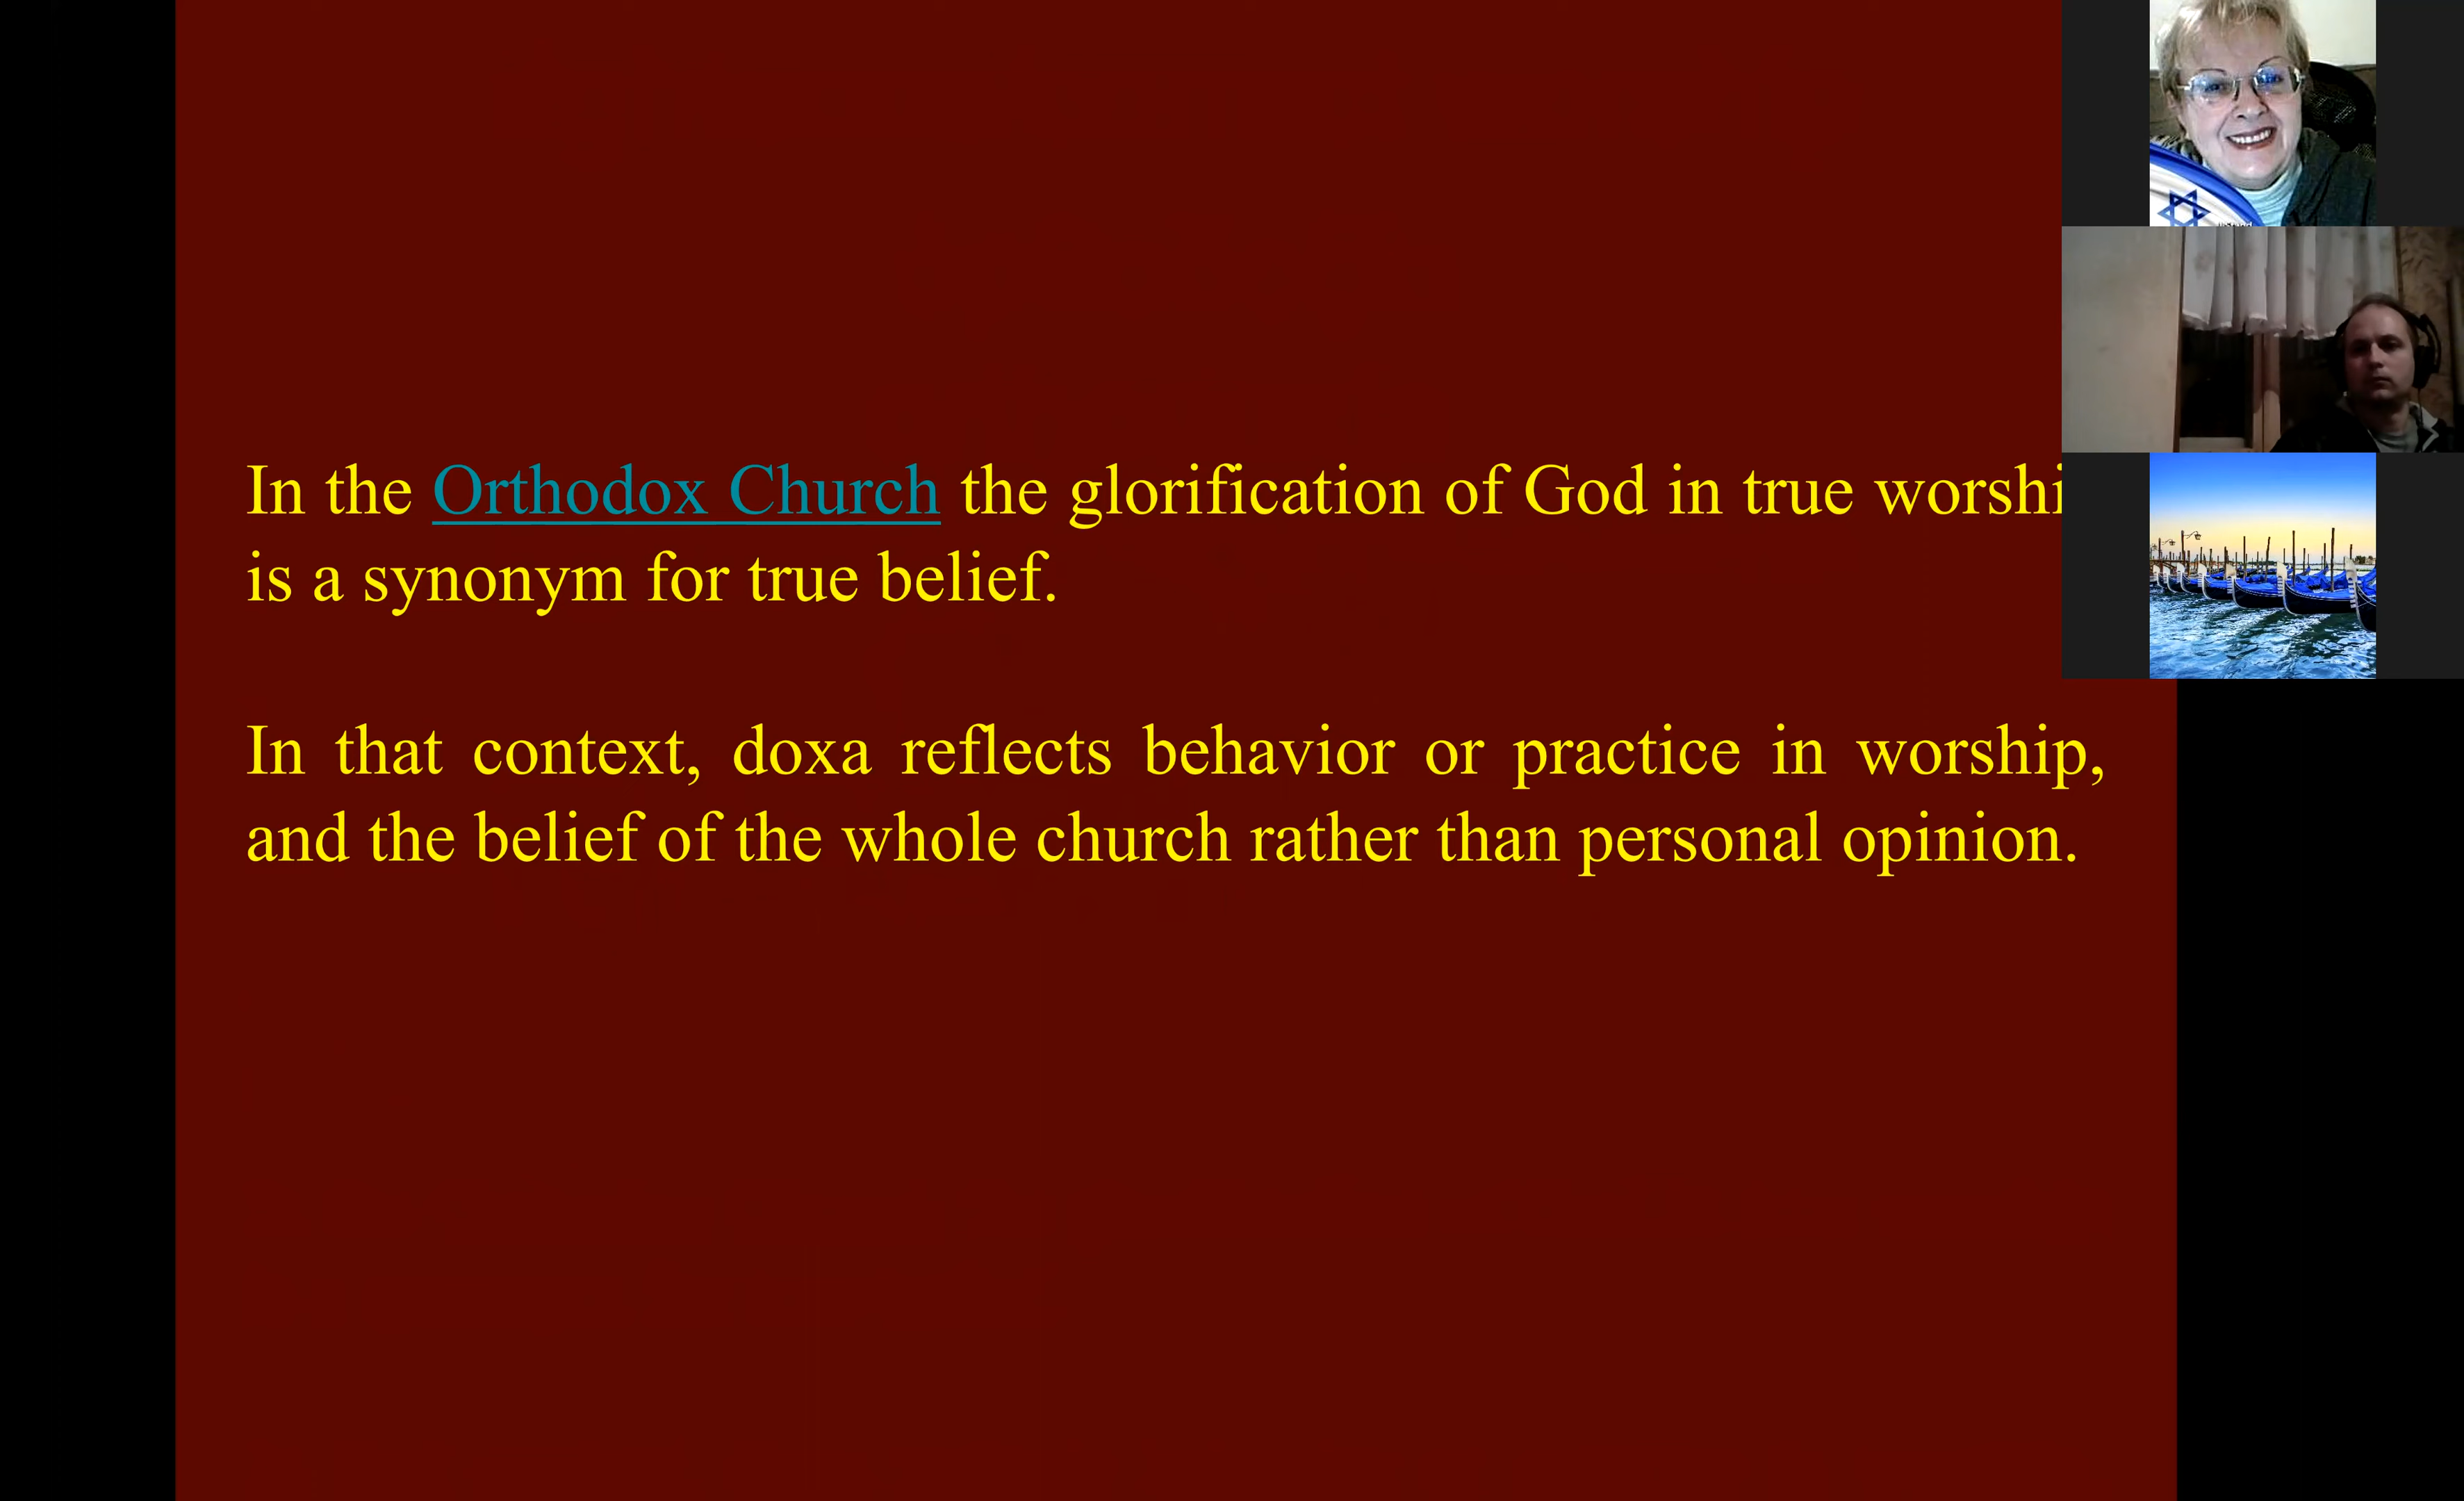 In the Orthodox Church the glorification of God in true worshi
is a synonym for true belief.
In that context, doxa reflects behavior or practice in worship,
and the belief of the whole church rather than personal opinion.